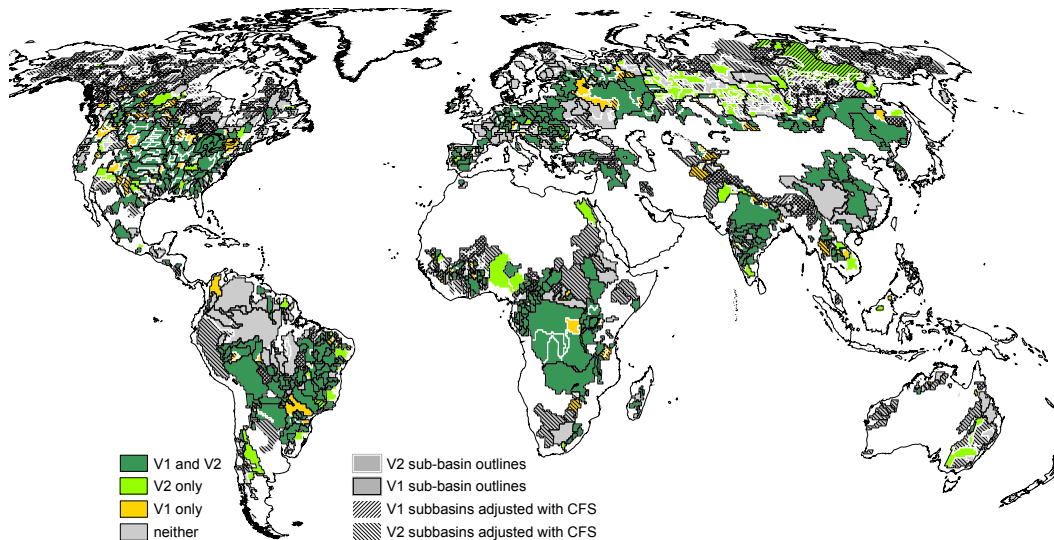 V1 and V2
V2 only
V1 only
neither
V2 sub-basin outlines
V1 sub-basin outlines
V1 subbasins adjusted with CFS
V2 subbasins adjusted with CFS